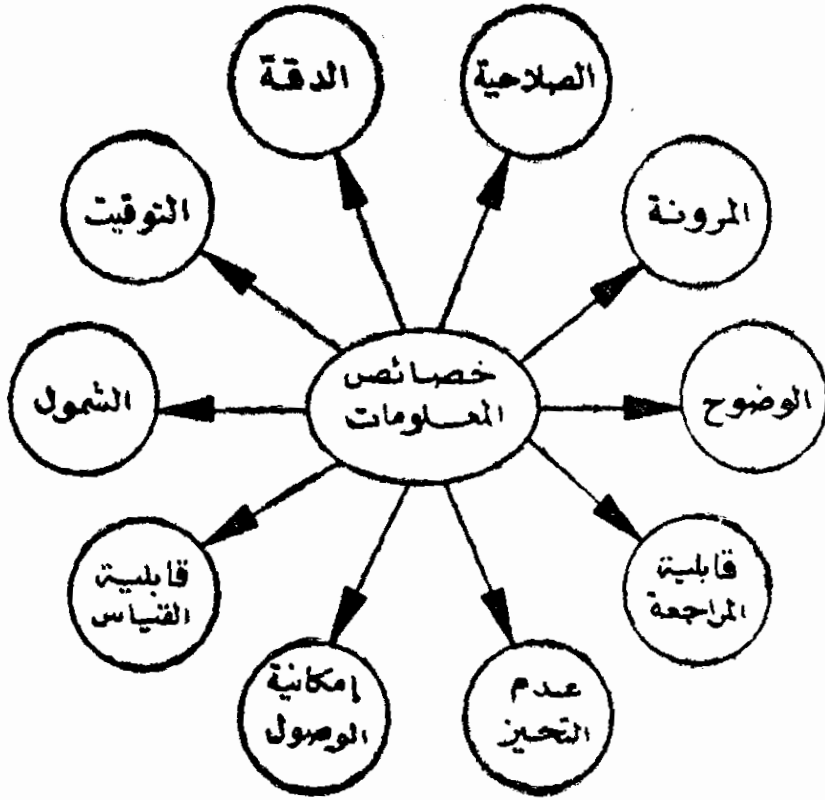 الصلاحية
الدقة
المرونة
التوقيت
خصائص
المعلومات
الوضوح
الشمول
قابلية
المراجعة
قابلية
القياس
عدم
التحيز
إمكانية
الوصول